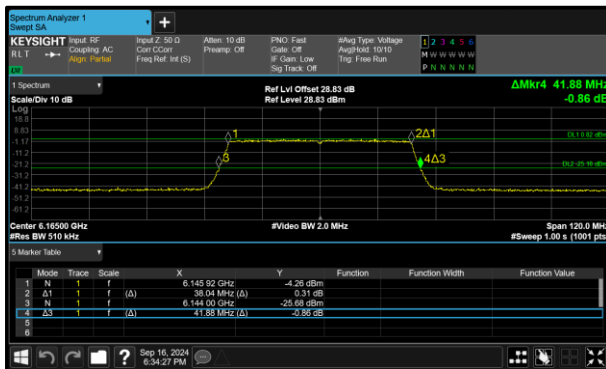 Spectrum Analyzer 1
Swept SA
KEYSIGHT
RLT
Input: RF
Coupling: AC
Align: Partial
Input Z: 50 Ω
Corr CCorr
Freq Ref: Int (S)
Atten: 10 dB
Preamp: Off
PNO: Fast
Gate: Off
IF Gain: Low
Sig Track: Off
#Avg Type: Voltage
Avg|Hold: 10/10
Trig: Free Run
1 2 3 4 5 6
M W W W W W
P N N N N N
1 Spectrum
Scale/Div 10 dB
Ref Lvl Offset 28.83 dB
Ref Level 28.83 dBm
ΔMkr4 41.88 MHz
-0.86 dB
Log
18.8
8.83
-1.17
-11.2
-21.2
-31.2
-41.2
-51.2
-61.2
1
2Δ1
3
4Δ3
DL1 0.82 dBm
DL2 -25.18 dBm
Center 6.16500 GHz
#Res BW 510 kHz
#Video BW 2.0 MHz
Span 120.0 MHz
#Sweep 1.00 s (1001 pts)
5 Marker Table
Mode Trace Scale X Y Function Function Width Function Value
1 N 1 f 6.145 92 GHz -4.26 dBm
2 Δ1 1 f (Δ) 38.04 MHz (Δ) 0.31 dB
3 N 1 f 6.144 00 GHz -25.68 dBm
4 Δ3 1 f (Δ) 41.88 MHz (Δ) -0.86 dB
5
6
?
Sep 16, 2024
6:34:27 PM